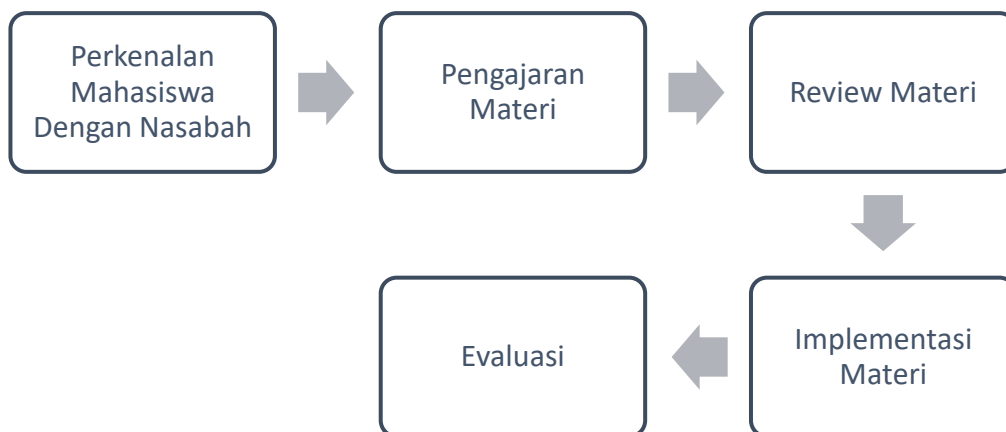 Perkenalan
Mahasiswa
Dengan Nasabah
Pengajaran
Materi
Review Materi
Implementasi
Materi
Evaluasi